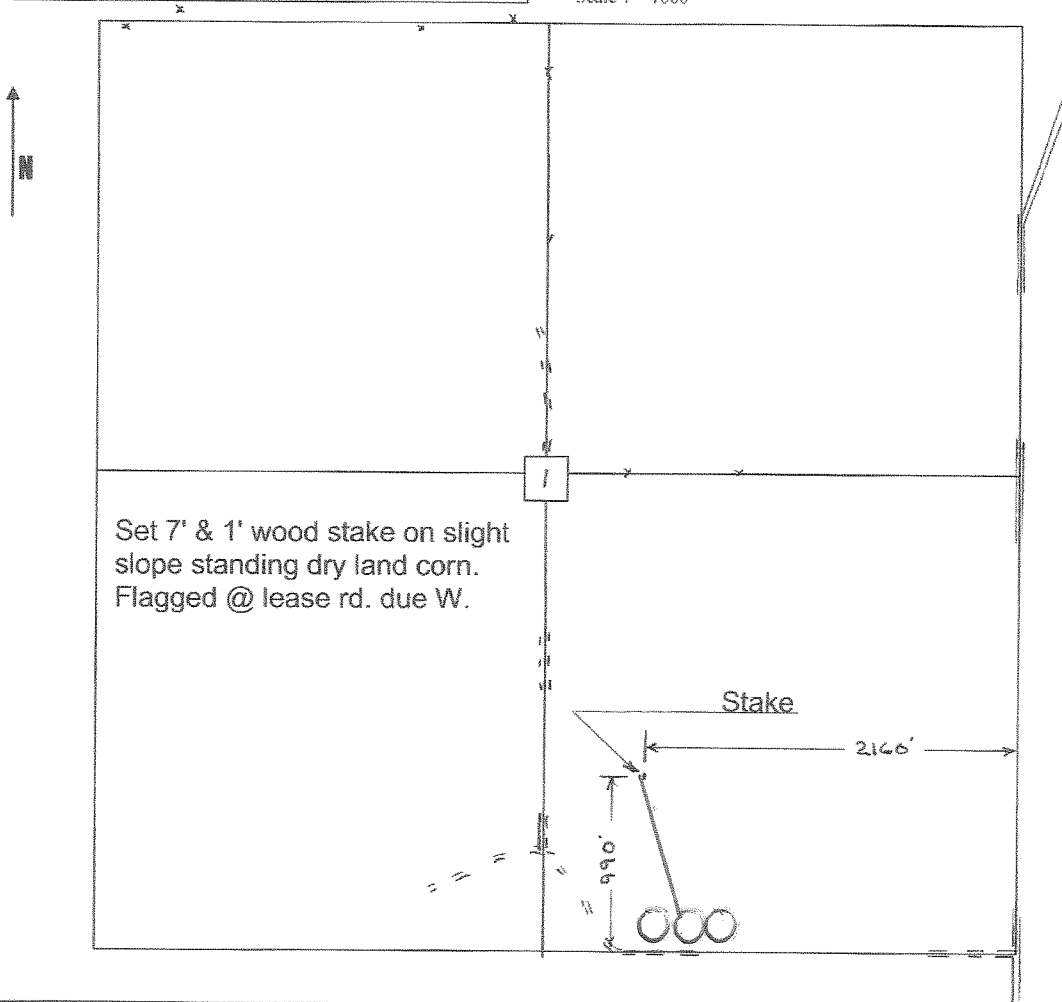 N
1
Set 7' & 1' wood stake on slight
slope standing dry land corn.
Flagged @ lease rd. due W.
Stake
2160'
990'